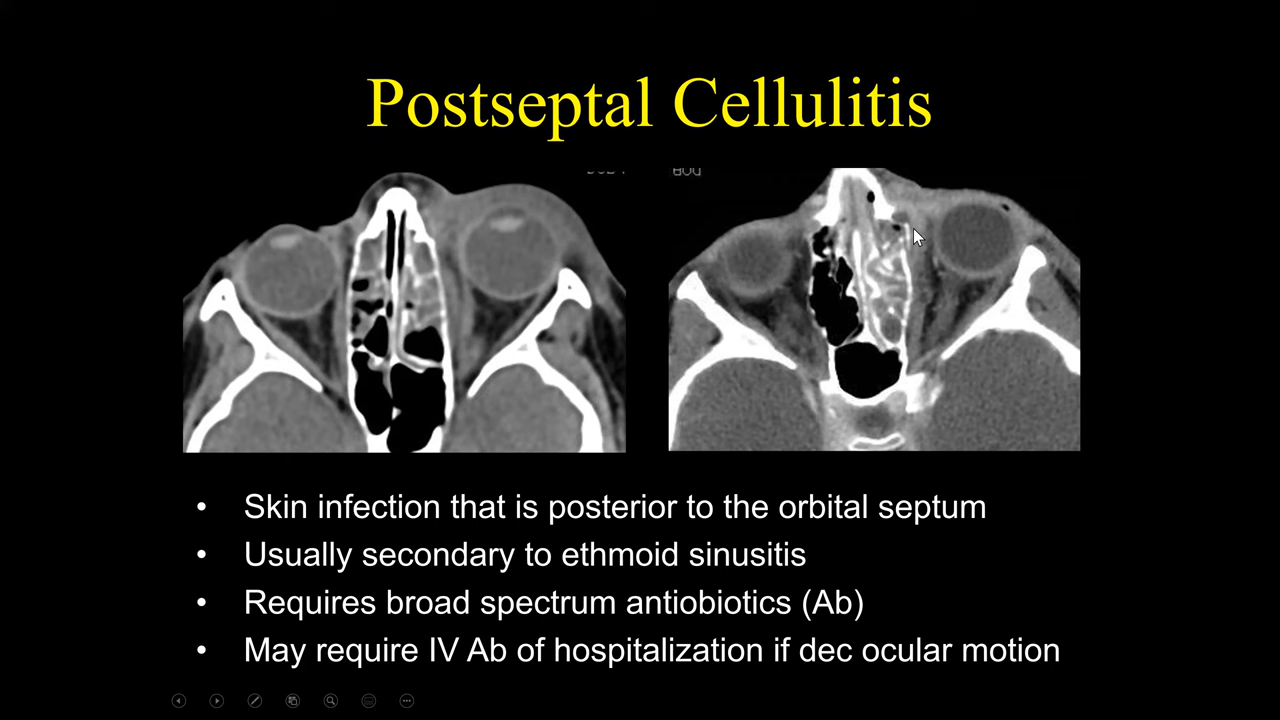 Postseptal Cellulitis
• Skin infection that is posterior to the orbital septum
• Usually secondary to ethmoid sinusitis
• Requires broad spectrum antiobiotics (Ab)
• May require IV Ab of hospitalization if dec ocular motion